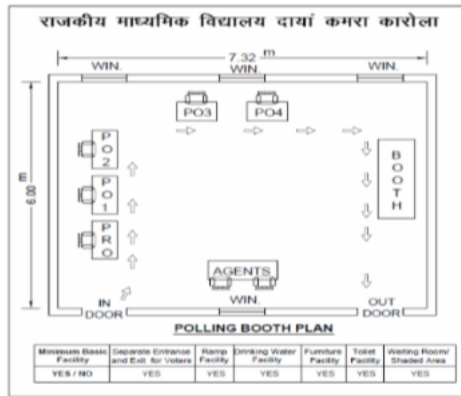 राजकीय माध्यमिक विद्यालय दायां कमरा कारोला
7.32 m
WIN.
WIN.
WIN.
PO3
PO4
PO2
PO1
PRO
6.00 m
BOOTH
AGENTS
IN DOOR
WIN.
OUT DOOR
POLLING BOOTH PLAN
Minimum Basic Facility
Separate Entrance and Exit for Voters
Ramp Facility
Drinking Water Facility
Furniture Facility
Toilet Facility
Waiting Room/ Shaded Area
YES / NO
YES
YES
YES
YES
YES
YES